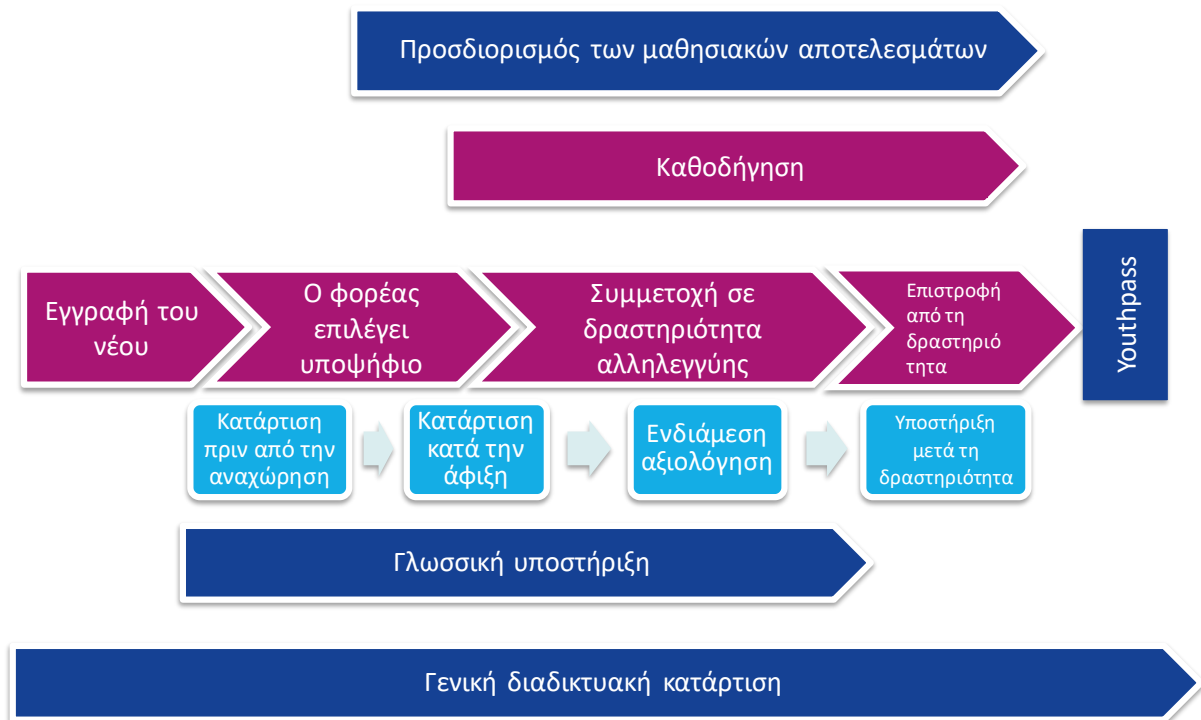 Προσδιορισμός των μαθησιακών αποτελεσμάτων
Καθοδήγηση
Εγγραφή του
νέου
Ο φορέας
επιλέγει
υποψήφιο
Συμμετοχή σε
δραστηριότητα
αλληλεγγύης
Επιστροφή
από τη
δραστηριό
τητα
Youthpass
Κατάρτιση
πριν από την
αναχώρηση
Κατάρτιση
κατά την
άφιξη
Ενδιάμεση
αξιολόγηση
Υποστήριξη
μετά τη
δραστηριότητα
Γλωσσική υποστήριξη
Γενική διαδικτυακή κατάρτιση